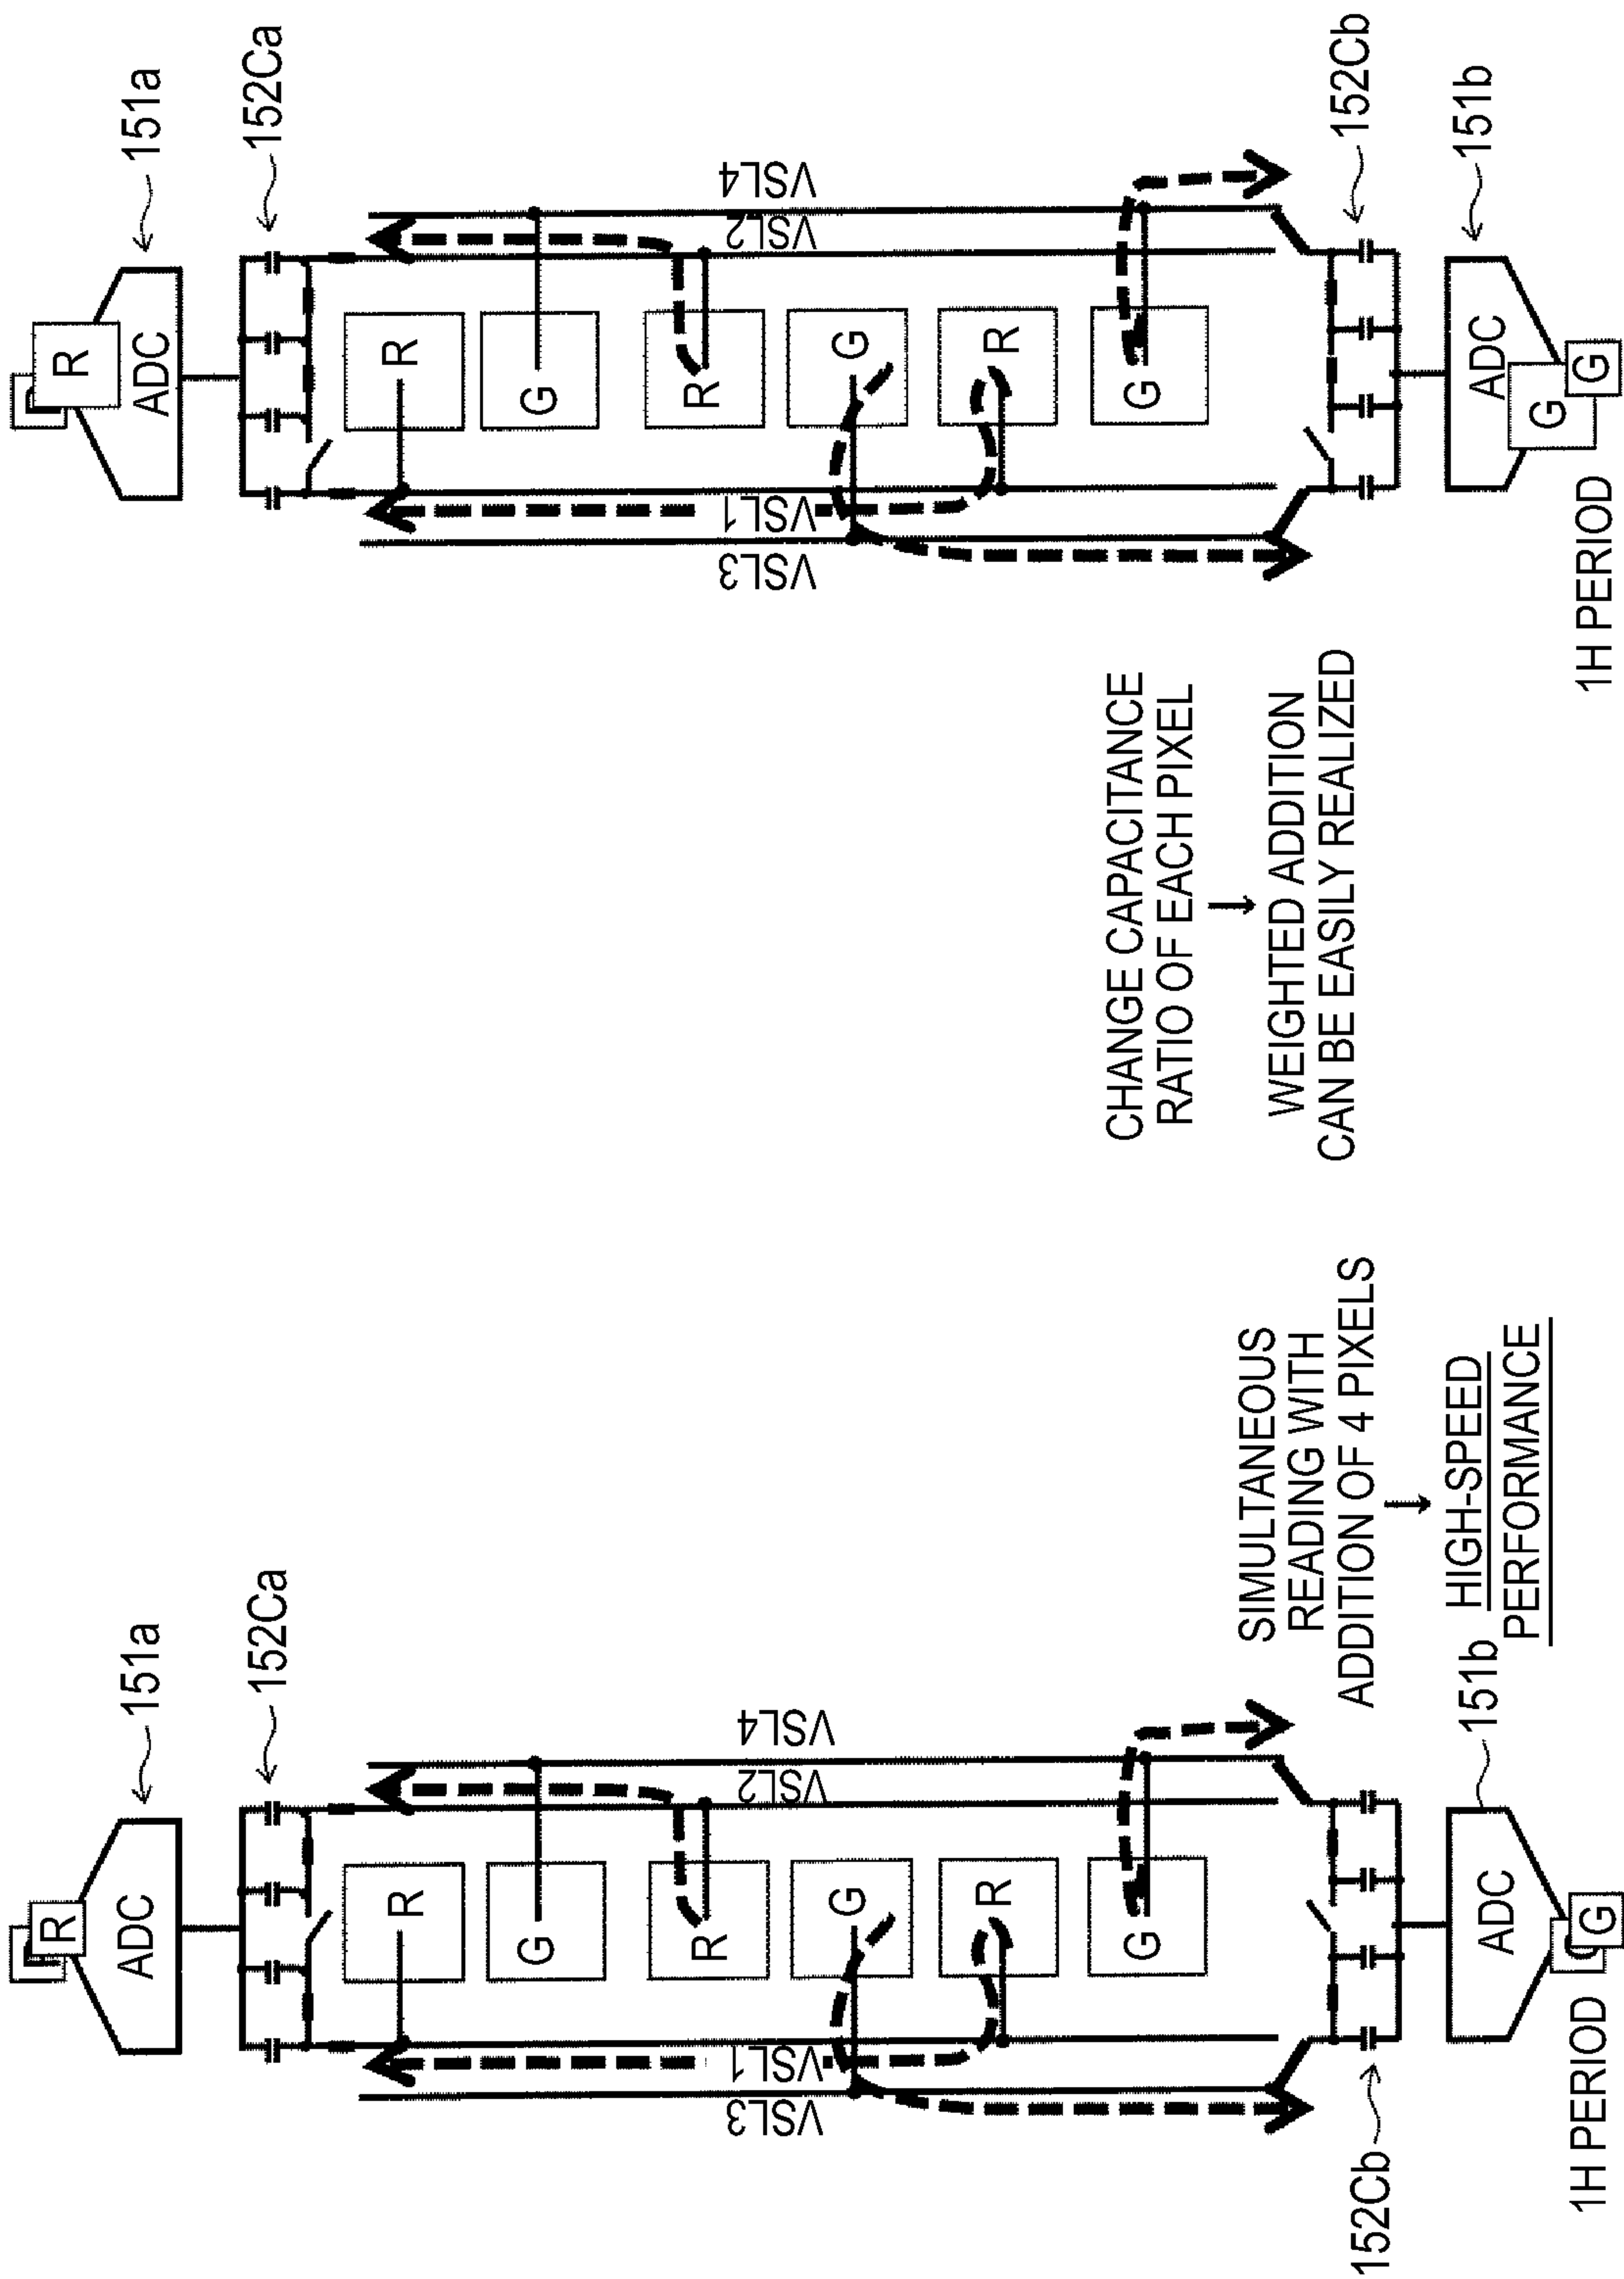 R
ADC
151a
152Ca
R
G
R
G
R
G
VSL3
VSL1
VSL2
VSL4
152Cb
ADC
151b
G
1H PERIOD
SIMULTANEOUS
READING WITH
ADDITION OF 4 PIXELS
→
HIGH-SPEED
PERFORMANCE
CHANGE CAPACITANCE
RATIO OF EACH PIXEL
→
WEIGHTED ADDITION
CAN BE EASILY REALIZED
R
ADC
151a
152Ca
R
G
R
G
R
G
VSL3
VSL1
VSL2
VSL4
152Cb
ADC
151b
G
G
1H PERIOD